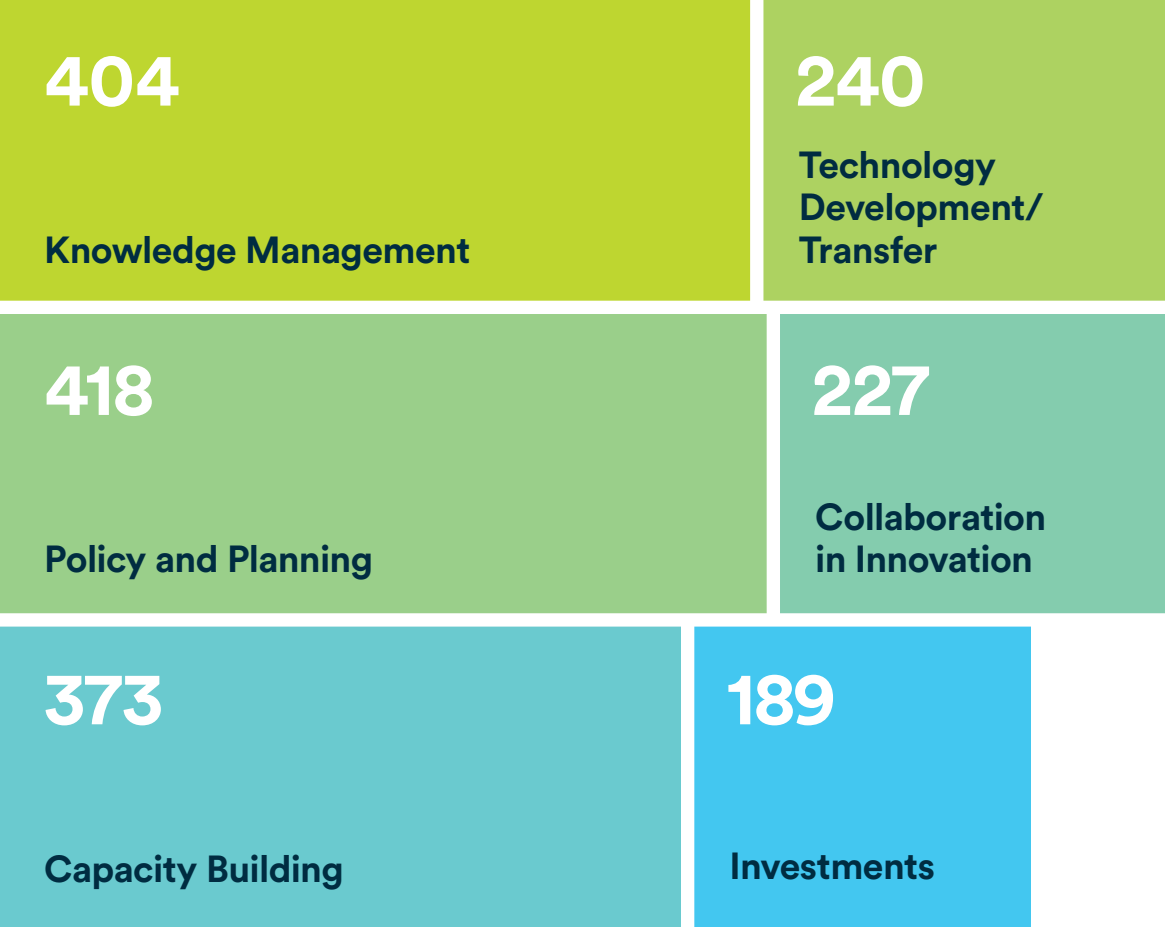 404
Knowledge Management
240
Technology
Development/
Transfer
418
Policy and Planning
227
Collaboration
in Innovation
373
Capacity Building
189
Investments